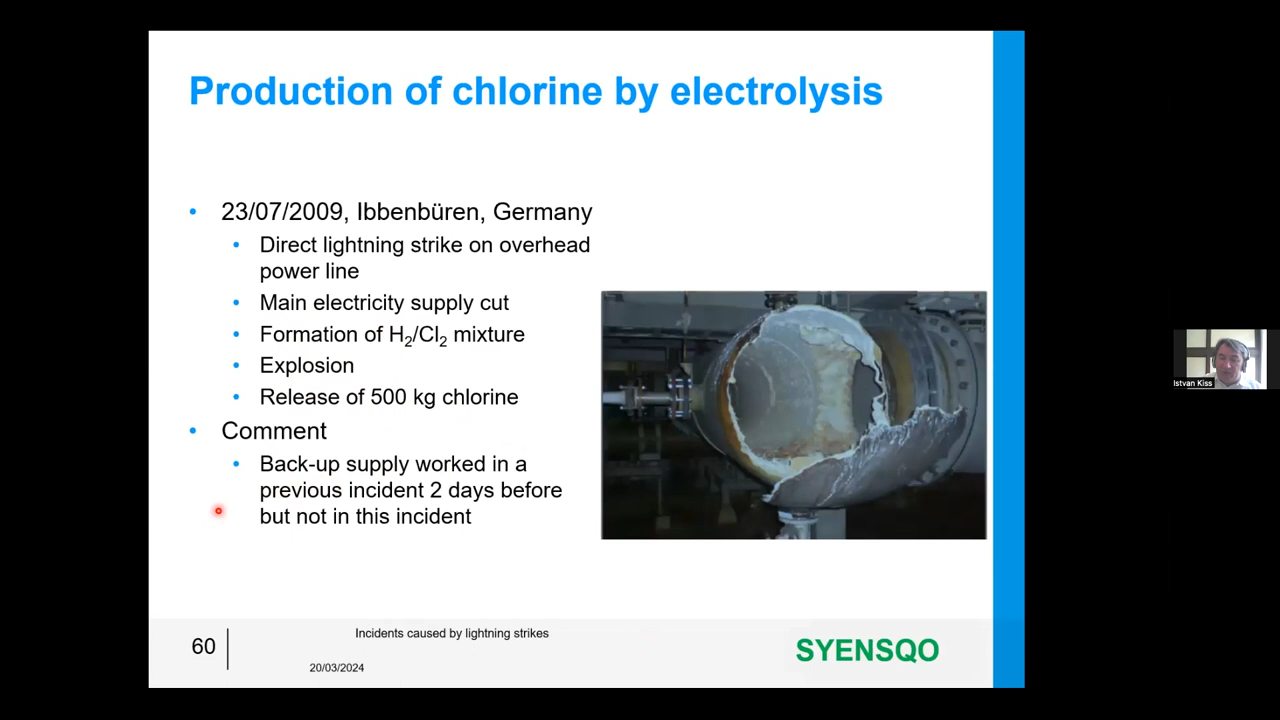 Production of chlorine by electrolysis
• 23/07/2009, Ibbenbüren, Germany
• Direct lightning strike on overhead
power line
• Main electricity supply cut
• Formation of H₂/Cl₂ mixture
• Explosion
• Release of 500 kg chlorine
• Comment
• Back-up supply worked in a
previous incident 2 days before
but not in this incident
Istvan Kiss
60
Incidents caused by lightning strikes
20/03/2024
SYENSQO